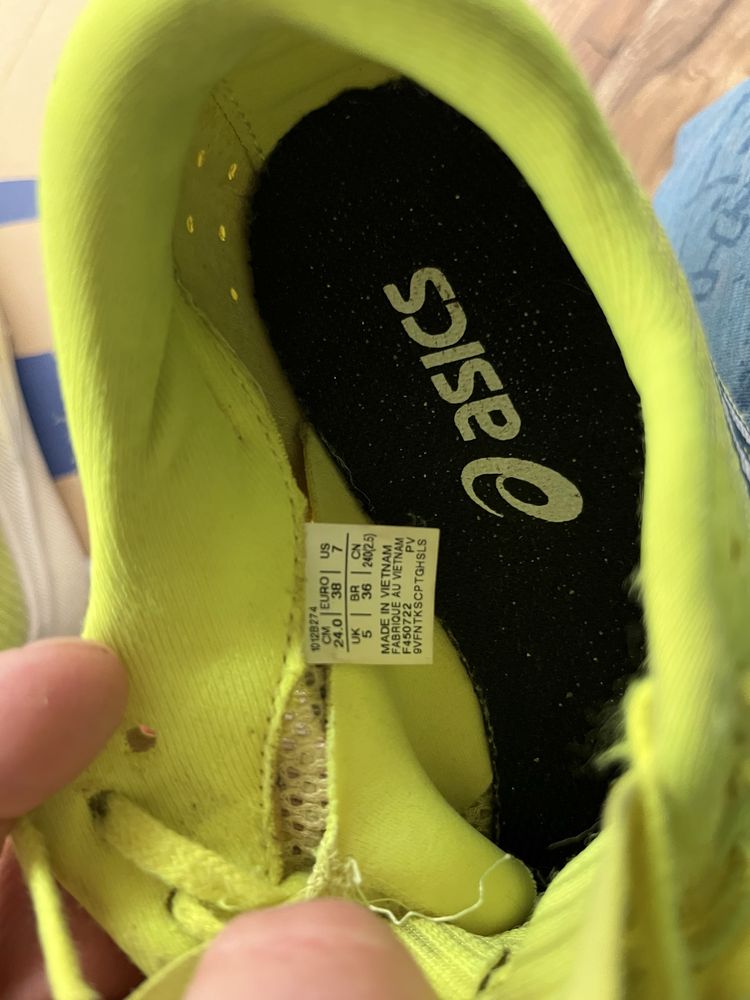 asics
1012B274
CM | EURO | US
24.0 | 38 | 7
UK | BR | CN
5 | 36 | 240(2.5)
MADE IN VIETNAM
FABRIQUE AU VIETNAM
F450722 PV
9VFNTKSCPTGHSLS